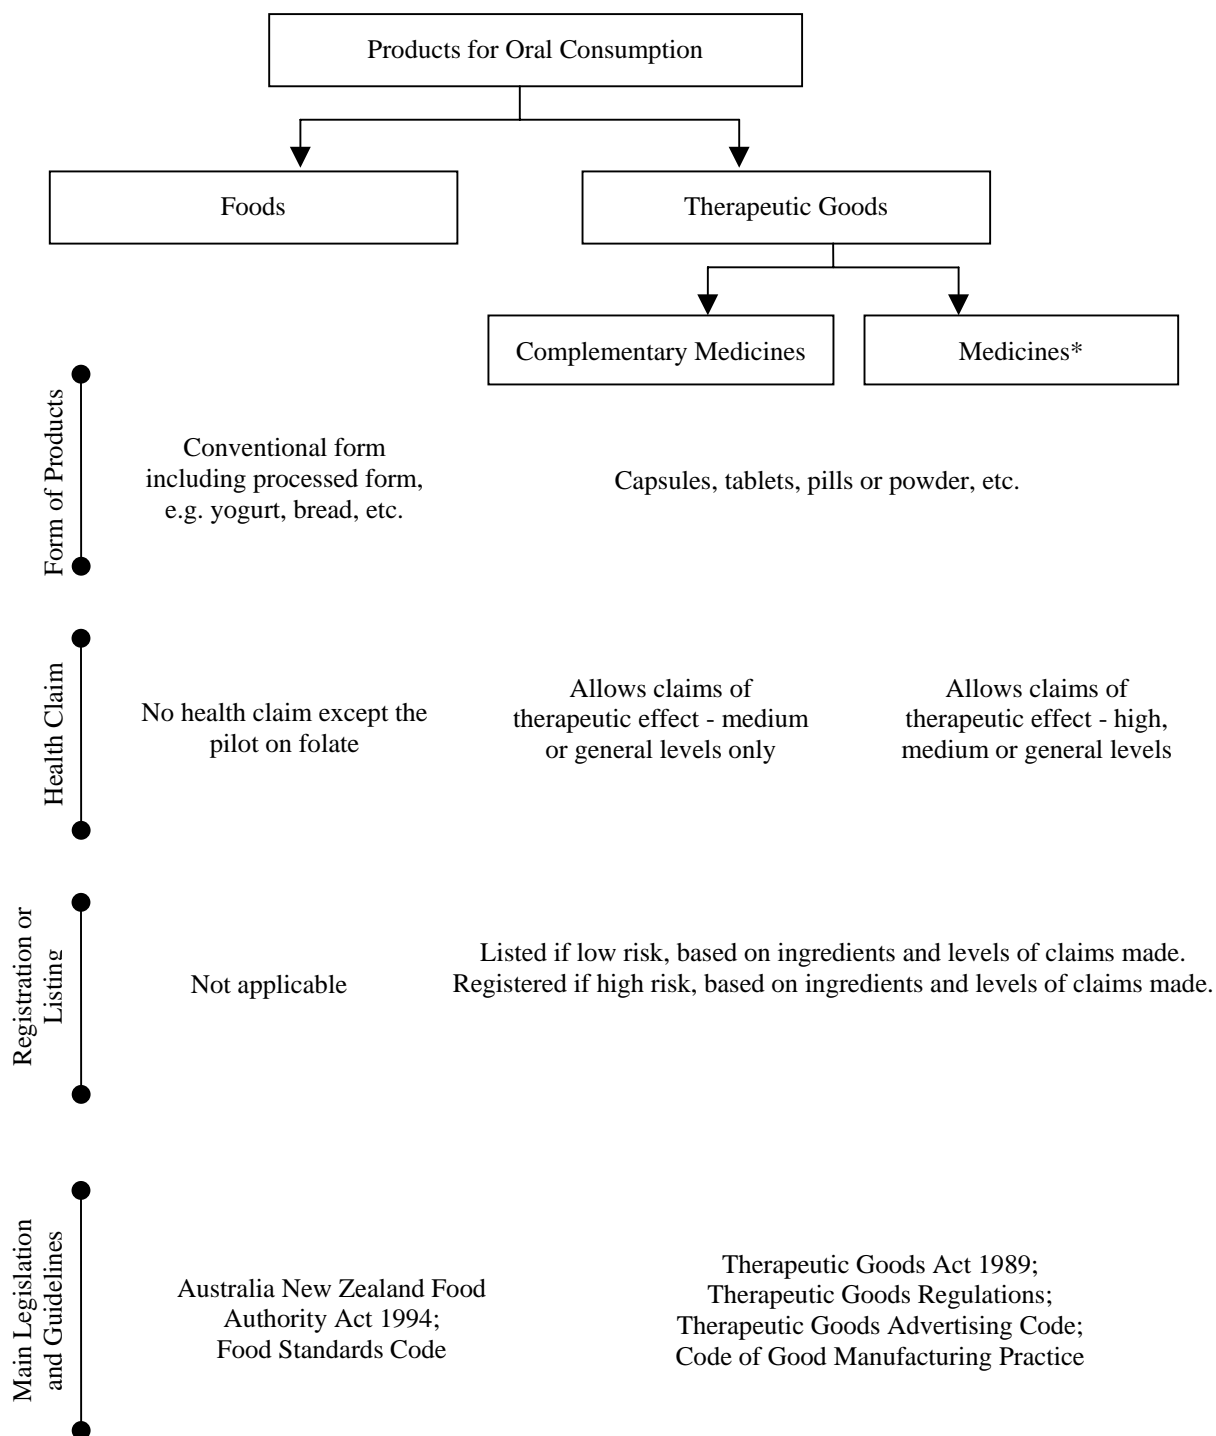 Products for Oral Consumption
Foods
Therapeutic Goods
Complementary Medicines
Medicines*
Form of Products
Conventional form
including processed form,
e.g. yogurt, bread, etc.
Capsules, tablets, pills or powder, etc.
Health Claim
No health claim except the
pilot on folate
Allows claims of
therapeutic effect - medium
or general levels only
Allows claims of
therapeutic effect - high,
medium or general levels
Registration or
Listing
Not applicable
Listed if low risk, based on ingredients and levels of claims made.
Registered if high risk, based on ingredients and levels of claims made.
Main Legislation
and Guidelines
Australia New Zealand Food
Authority Act 1994;
Food Standards Code
Therapeutic Goods Act 1989;
Therapeutic Goods Regulations;
Therapeutic Goods Advertising Code;
Code of Good Manufacturing Practice